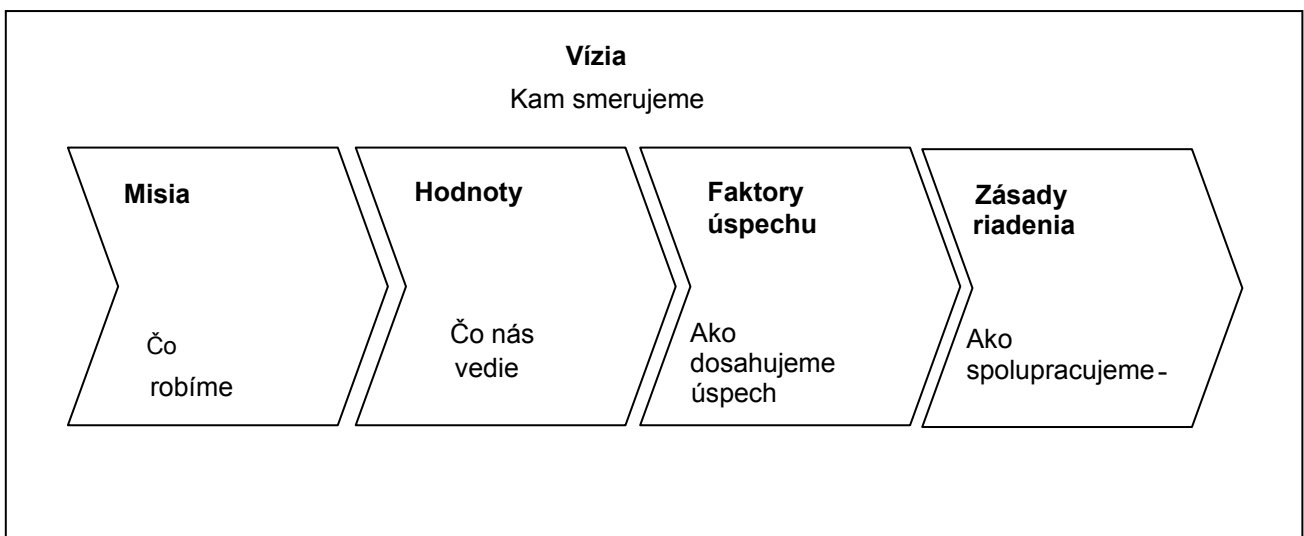 Vízia
Kam smerujeme
Misia
Čo
robíme
Hodnoty
Čo nás
vedie
Faktory
úspechu
Ako
dosahujeme
úspech
Zásady
riadenia
Ako
spolupracujeme-